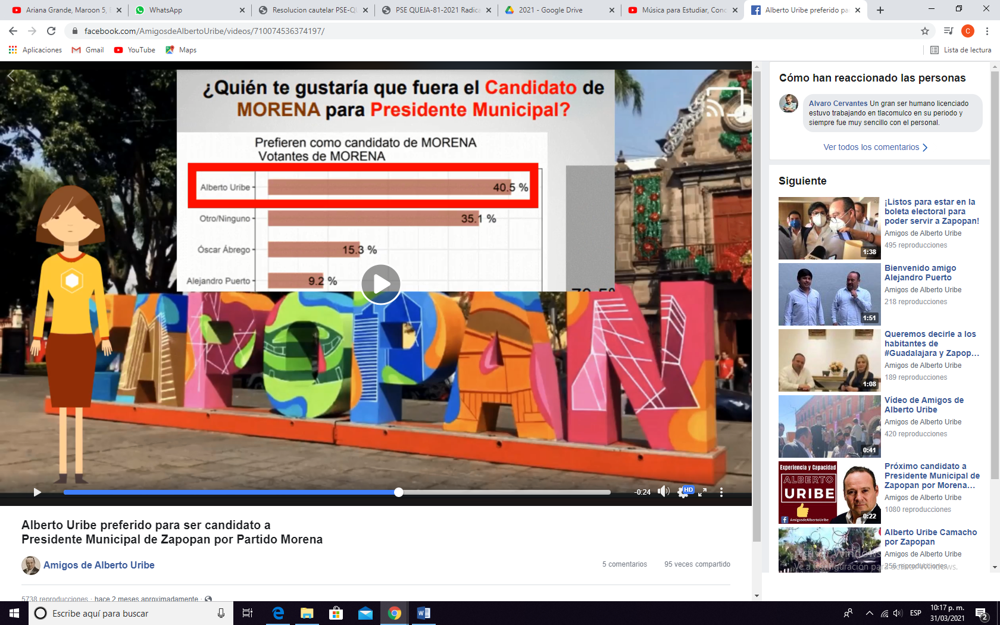 Ariana Grande, Maroon 5,
WhatsApp
Resolucion cautelar PSE-QU
PSE QUEJA-81-2021 Radica
2021 - Google Drive
Música para Estudiar, Conc
Alberto Uribe preferido pa
facebook.com/AmigosdeAlbertoUribe/videos/710074536374197/
C
Aplicaciones
Gmail
YouTube
Maps
Lista de lectura
¿Quién te gustaría que fuera el Candidato de
MORENA para Presidente Municipal?
Prefieren como candidato de MORENA
Votantes de MORENA
Alberto Uribe
40.5 %
Otro/Ninguno
35.1 %
Óscar Ábrego
15.3 %
Alejandro Puerto
9.2 %
ZAPOPAN
-0:24
HD
Alberto Uribe preferido para ser candidato a
Presidente Municipal de Zapopan por Partido Morena
Amigos de Alberto Uribe
5 comentarios
95 veces compartido
5738 reproducciones · hace 2 meses aproximadamente ·
Cómo han reaccionado las personas
Alvaro Cervantes Un gran ser humano licenciado
estuvo trabajando en tlacomulco en su periodo y
siempre fue muy sencillo con el personal.
Ver todos los comentarios
Siguiente
1:38
¡Listos para estar en la
boleta electoral para
poder servir a Zapopan!
Amigos de Alberto Uribe
495 reproducciones
1:51
Bienvenido amigo
Alejandro Puerto
Amigos de Alberto Uribe
218 reproducciones
1:08
Queremos decirle a los
habitantes de
#Guadalajara y Zapop...
Amigos de Alberto Uribe
189 reproducciones
0:41
Vídeo de Amigos de
Alberto Uribe
Amigos de Alberto Uribe
420 reproducciones
Experiencia y Capacidad
ALBERTO
URIBE
AmigosdeAlbertoUribe
0:22
Próximo candidato a
Presidente Municipal de
Zapopan por Morena...
Amigos de Alberto Uribe
1080 reproducciones
Alberto Uribe Camacho
por Zapopan
Amigos de Alberto Uribe
256 reproducciones
Activar Windows
Ve a Configuración para activar Windows.
Escribe aquí para buscar
ESP
10:17 p. m.
31/03/2021
2